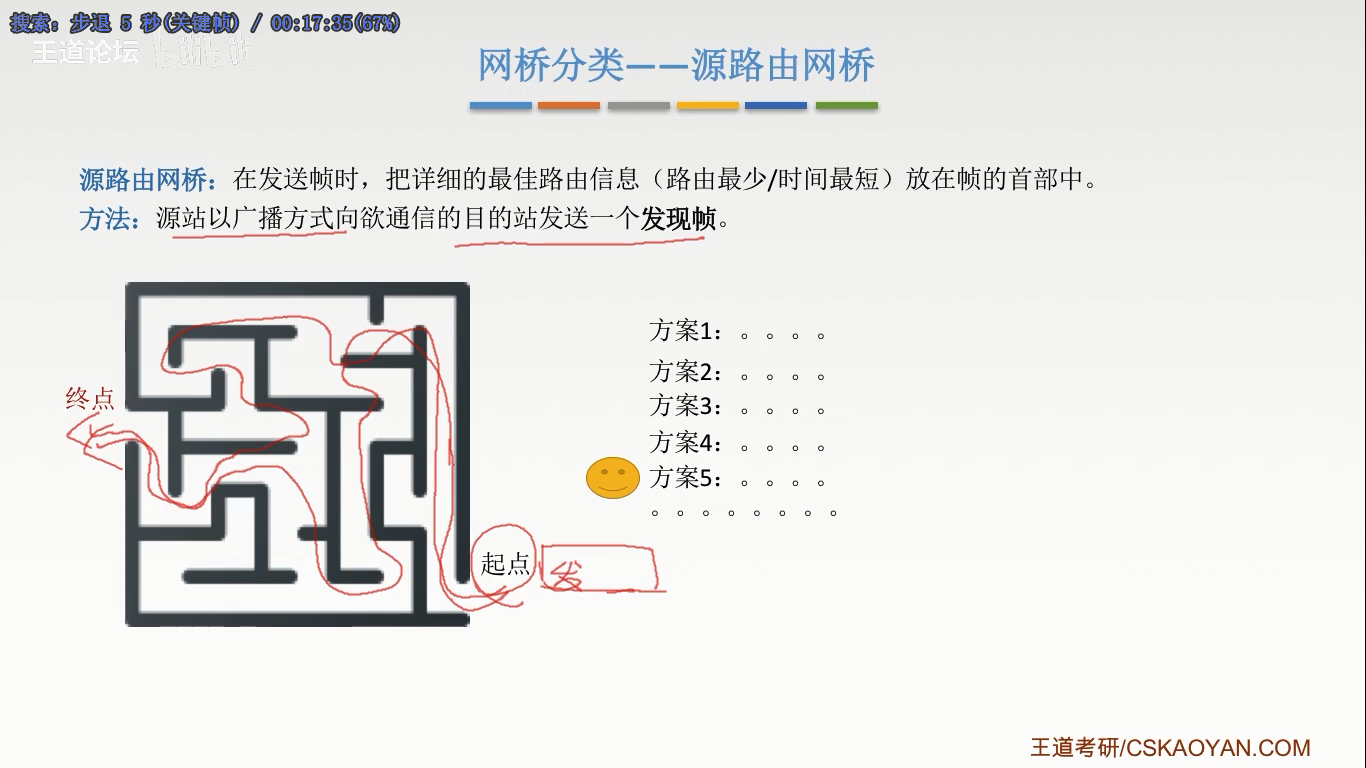 搜索: 步退 5 秒(关键帧) / 00:17:35(67%)
王道论坛 bilibili
网桥分类——源路由网桥
源路由网桥：在发送帧时，把详细的最佳路由信息（路由最少/时间最短）放在帧的首部中。
方法：源站以广播方式向欲通信的目的站发送一个发现帧。
方案1：。。。。
方案2：。。。。
终点
方案3：。。。。
方案4：。。。。
方案5：。。。。
。。。。。。。。
起点
发
王道考研/CSKAOYAN.COM